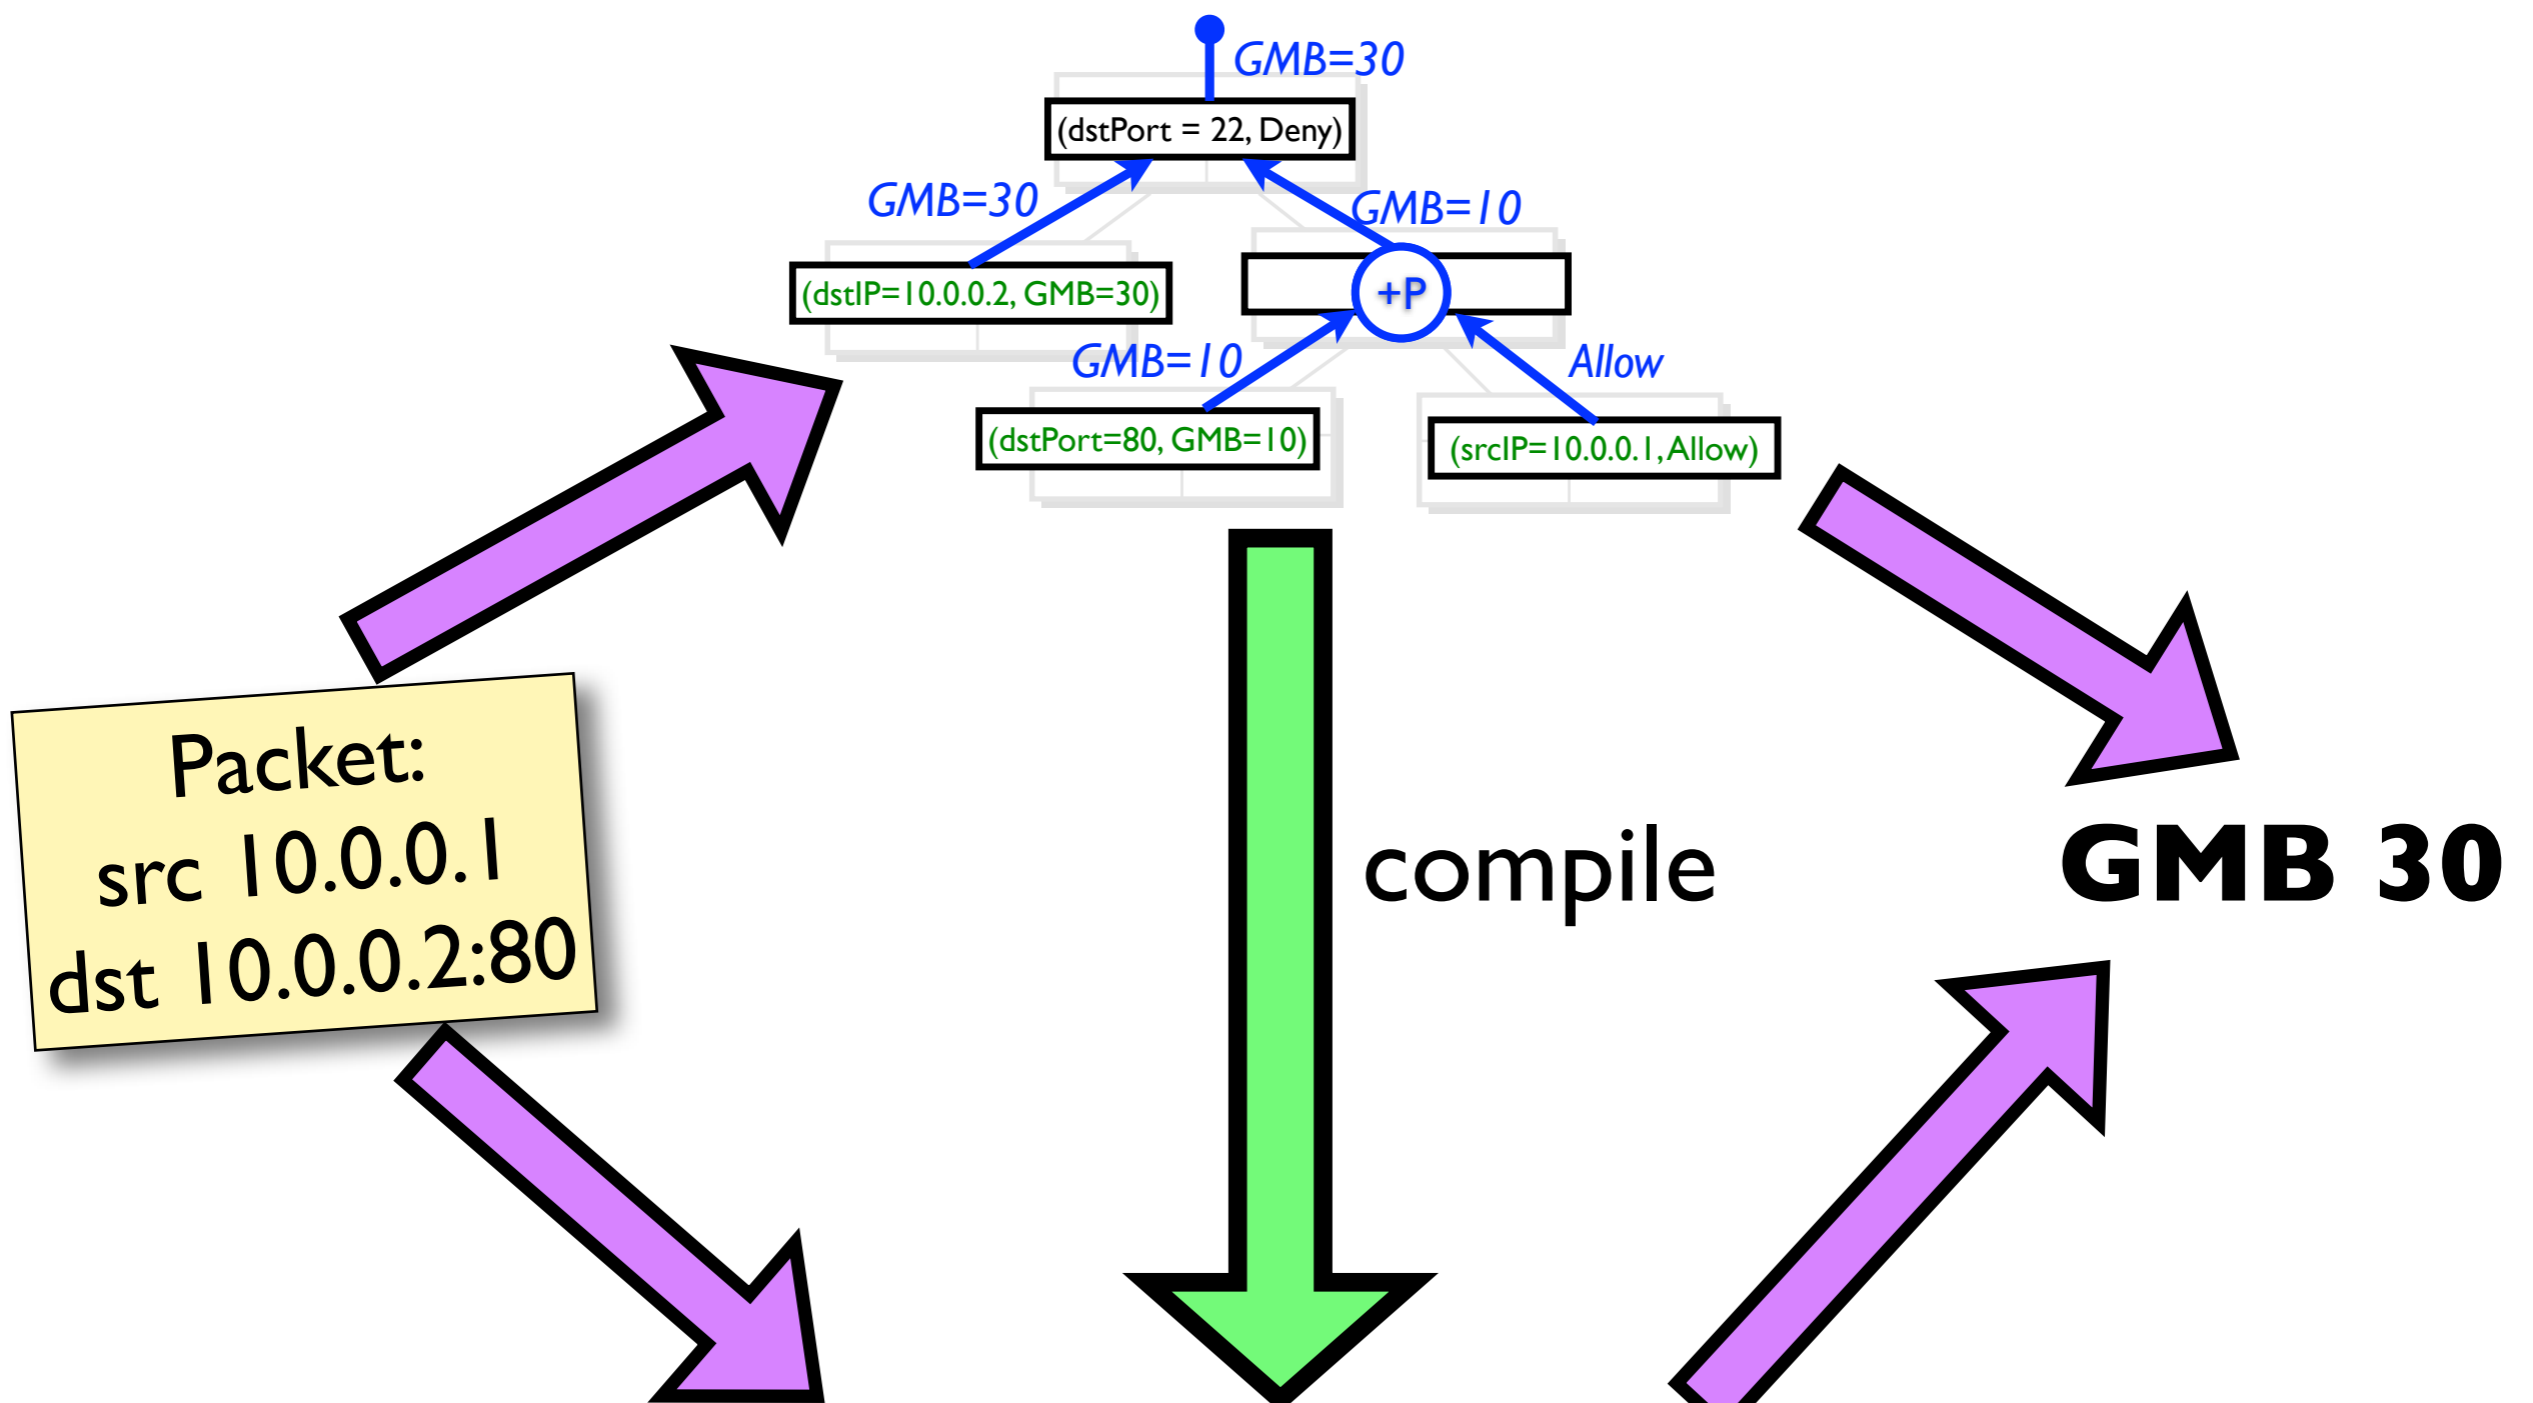 GMB=30
(dstPort = 22, Deny)
GMB=30
GMB=10
(dstIP=10.0.0.2, GMB=30)
+P
GMB=10
Allow
(dstPort=80, GMB=10)
(srcIP=10.0.0.1, Allow)
Packet:
src 10.0.0.1
dst 10.0.0.2:80
compile
GMB 30